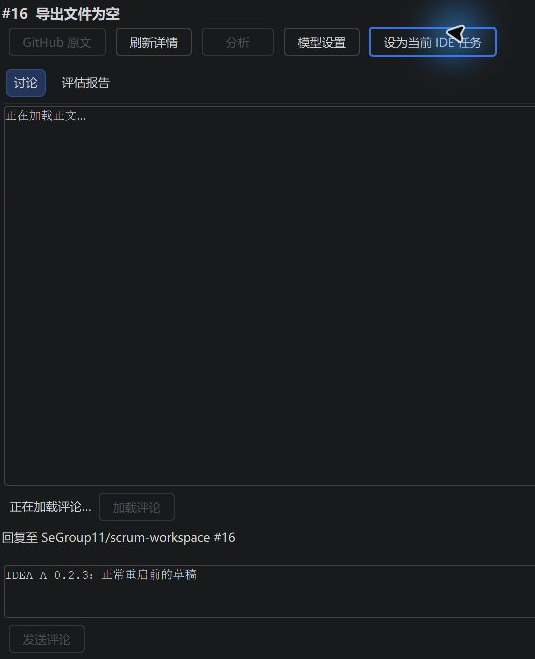 #16 导出文件为空
GitHub 原文 刷新详情 分析 模型设置 设为当前 IDE 任务
讨论 评估报告
正在加载正文...
正在加载评论... 加载评论
回复至 SeGroup11/scrum-workspace #16
IDEA A 0.2.3: 正常重启前的草稿
发送评论